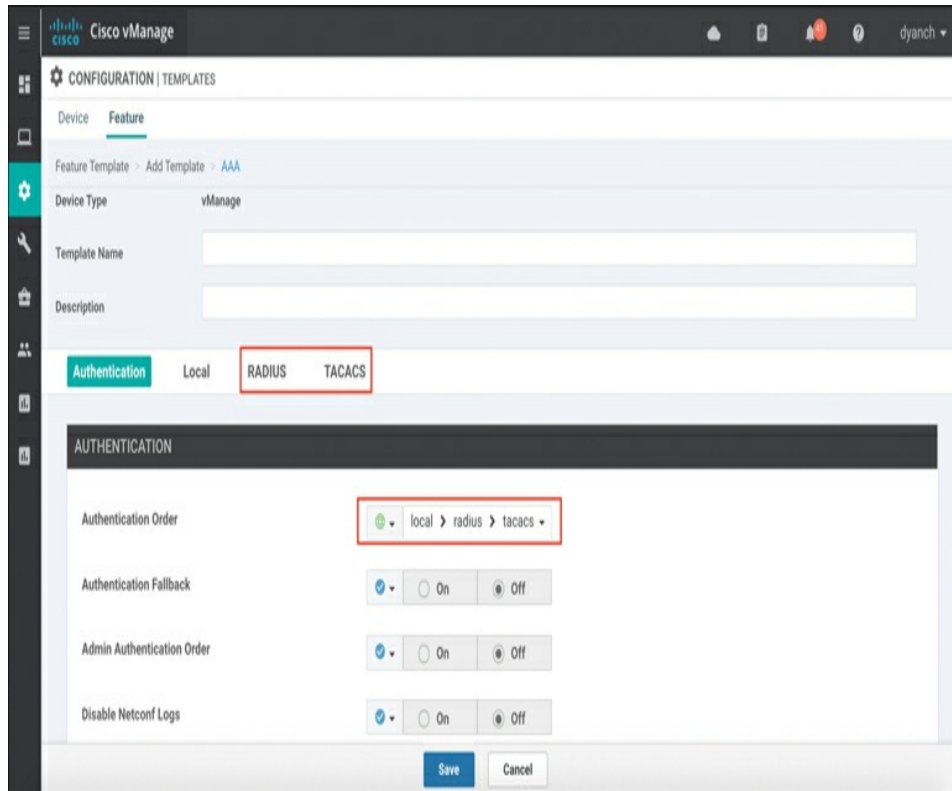 CISCO Cisco vManage
41
dyanch
CONFIGURATION | TEMPLATES
Device Feature
Feature Template > Add Template > AAA
Device Type vManage
Template Name
Description
Authentication Local RADIUS TACACS
AUTHENTICATION
Authentication Order local > radius > tacacs
Authentication Fallback On Off
Admin Authentication Order On Off
Disable Netconf Logs On Off
Save Cancel